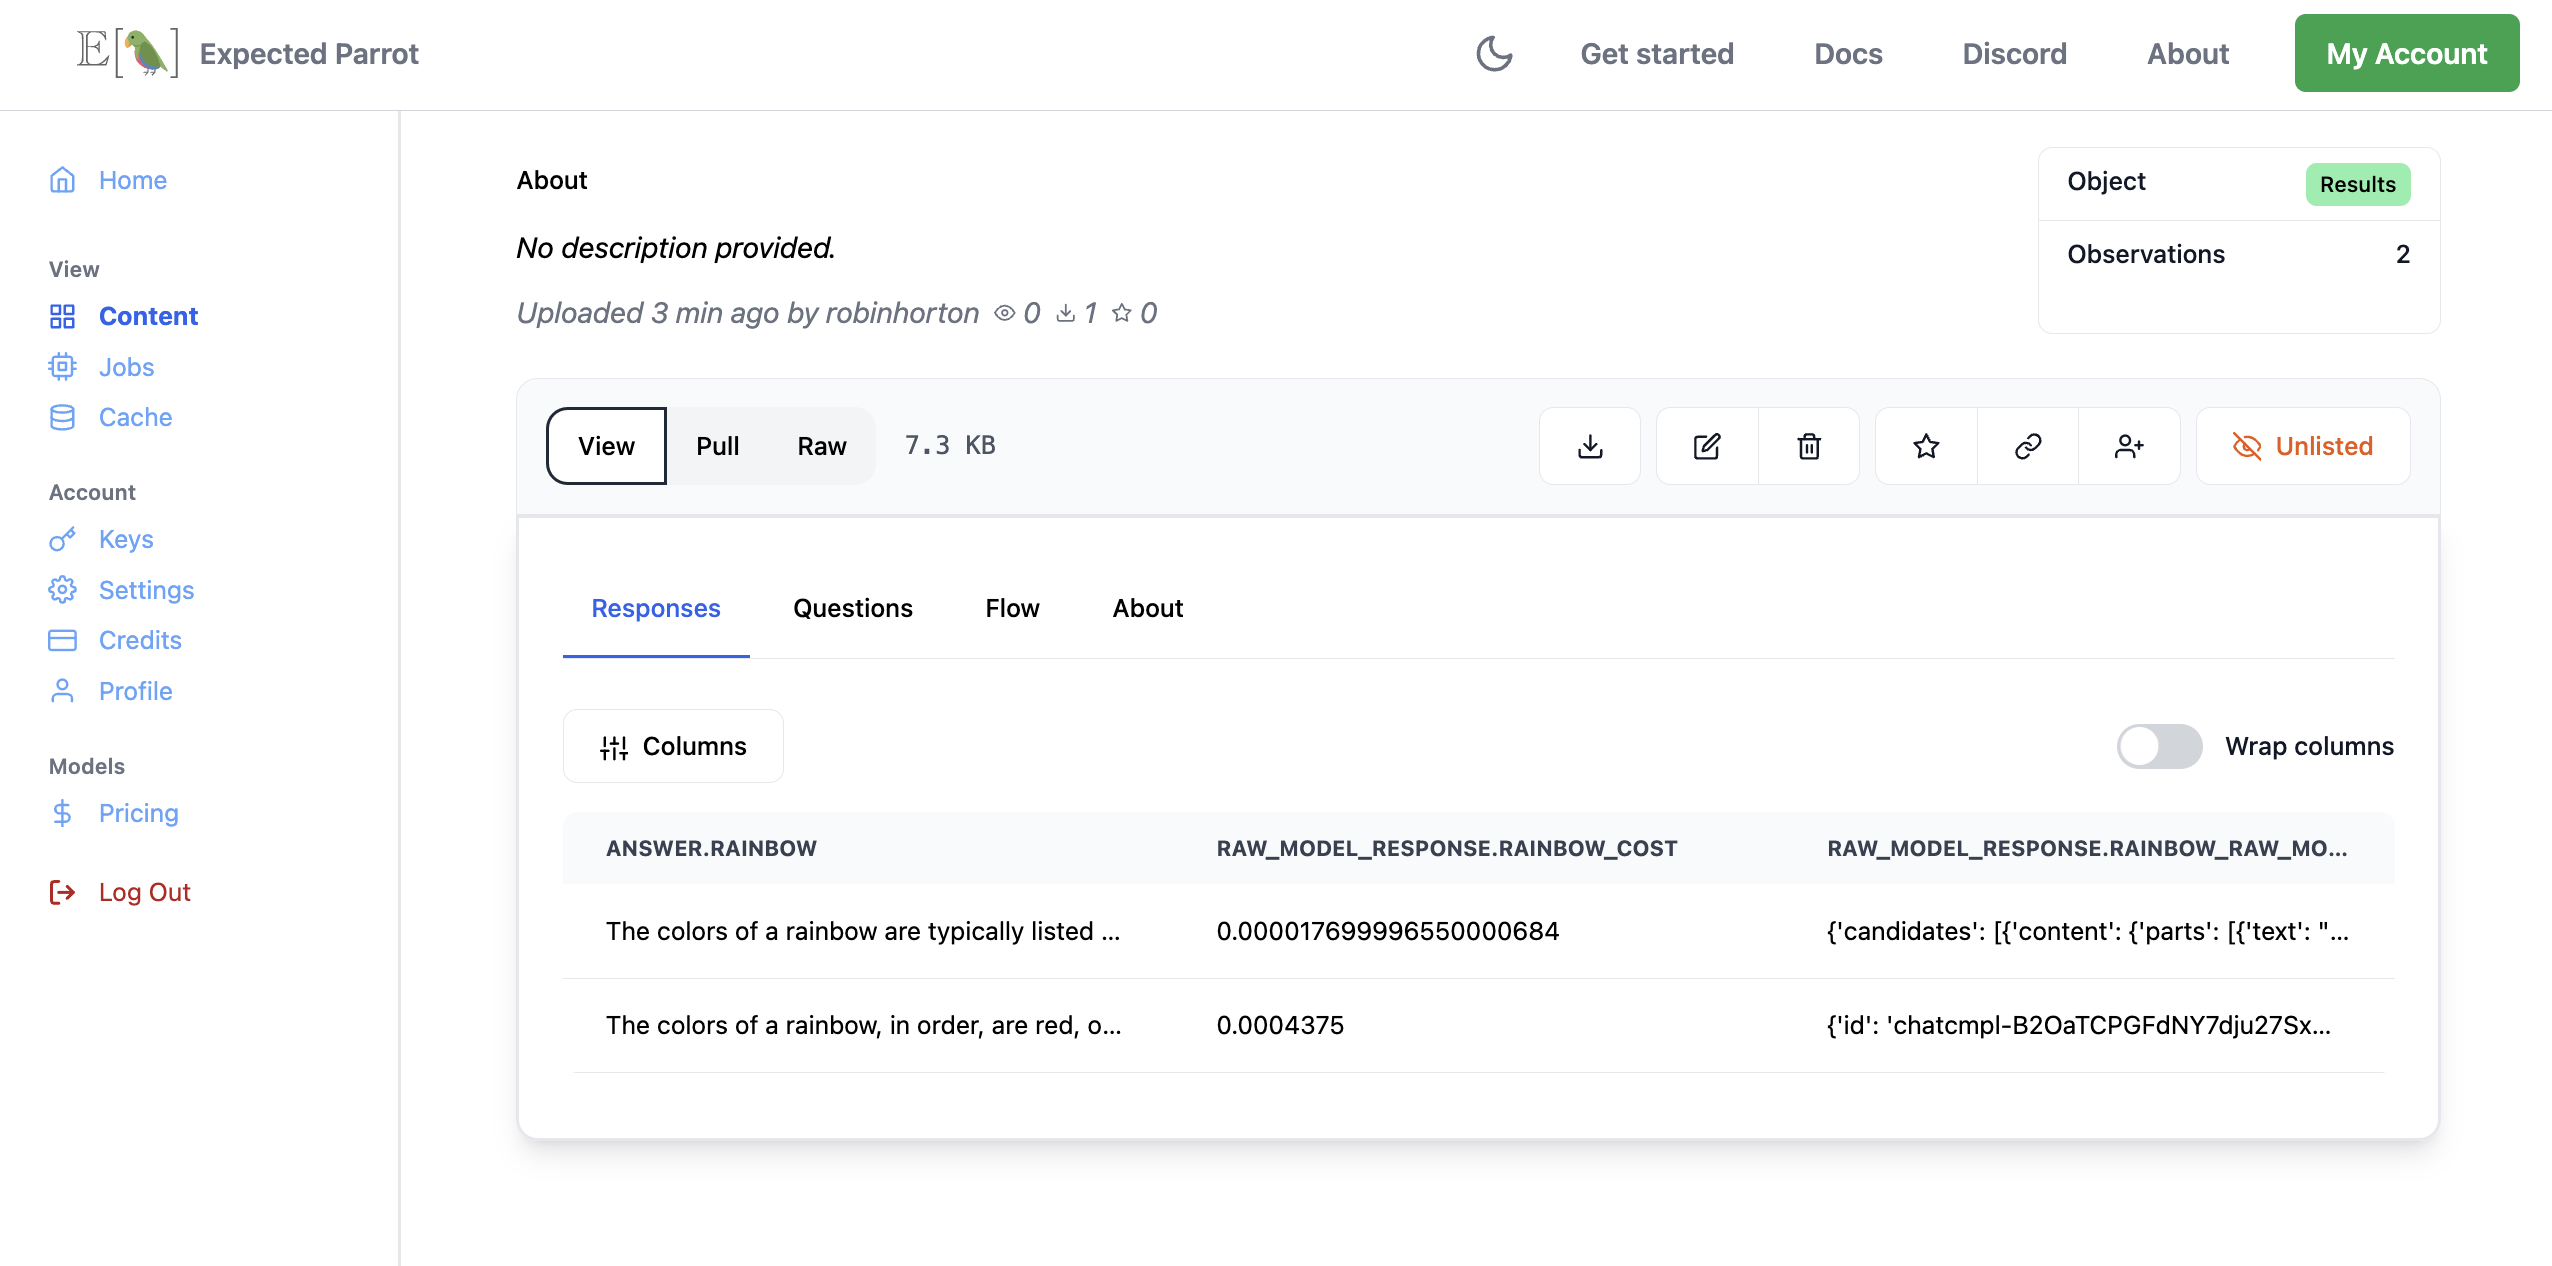 E[ ] Expected Parrot
Get started
Docs
Discord
About
My Account
Home
View
Content
Jobs
Cache
Account
Keys
Settings
Credits
Profile
Models
Pricing
Log Out
About
No description provided.
Uploaded 3 min ago by robinhorton 0 1 0
Object Results
Observations 2
View Pull Raw 7.3 KB
Unlisted
Responses Questions Flow About
Columns
Wrap columns
ANSWER.RAINBOW RAW_MODEL_RESPONSE.RAINBOW_COST RAW_MODEL_RESPONSE.RAINBOW_RAW_MO...
The colors of a rainbow are typically listed ... 0.000017699996550000684 {'candidates': [{'content': {'parts': [{'text': "...
The colors of a rainbow, in order, are red, o... 0.0004375 {'id': 'chatcmpl-B2OaTCPGFdNY7dju27Sx...